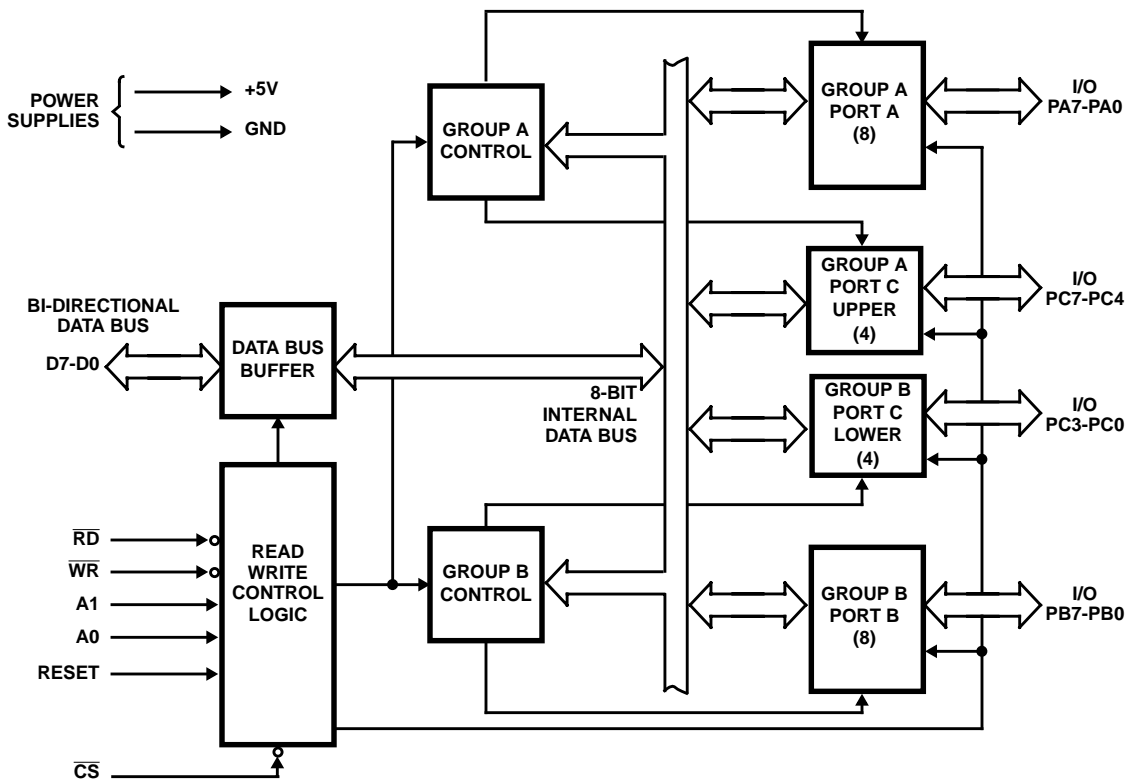 POWER
SUPPLIES
+5V
GND
GROUP A
CONTROL
GROUP A
PORT A
(8)
I/O
PA7-PA0
GROUP A
PORT C
UPPER
(4)
I/O
PC7-PC4
BI-DIRECTIONAL
DATA BUS
D7-D0
DATA BUS
BUFFER
8-BIT
INTERNAL
DATA BUS
GROUP B
PORT C
LOWER
(4)
I/O
PC3-PC0
RD
WR
A1
A0
RESET
CS
READ
WRITE
CONTROL
LOGIC
GROUP B
CONTROL
GROUP B
PORT B
(8)
I/O
PB7-PB0